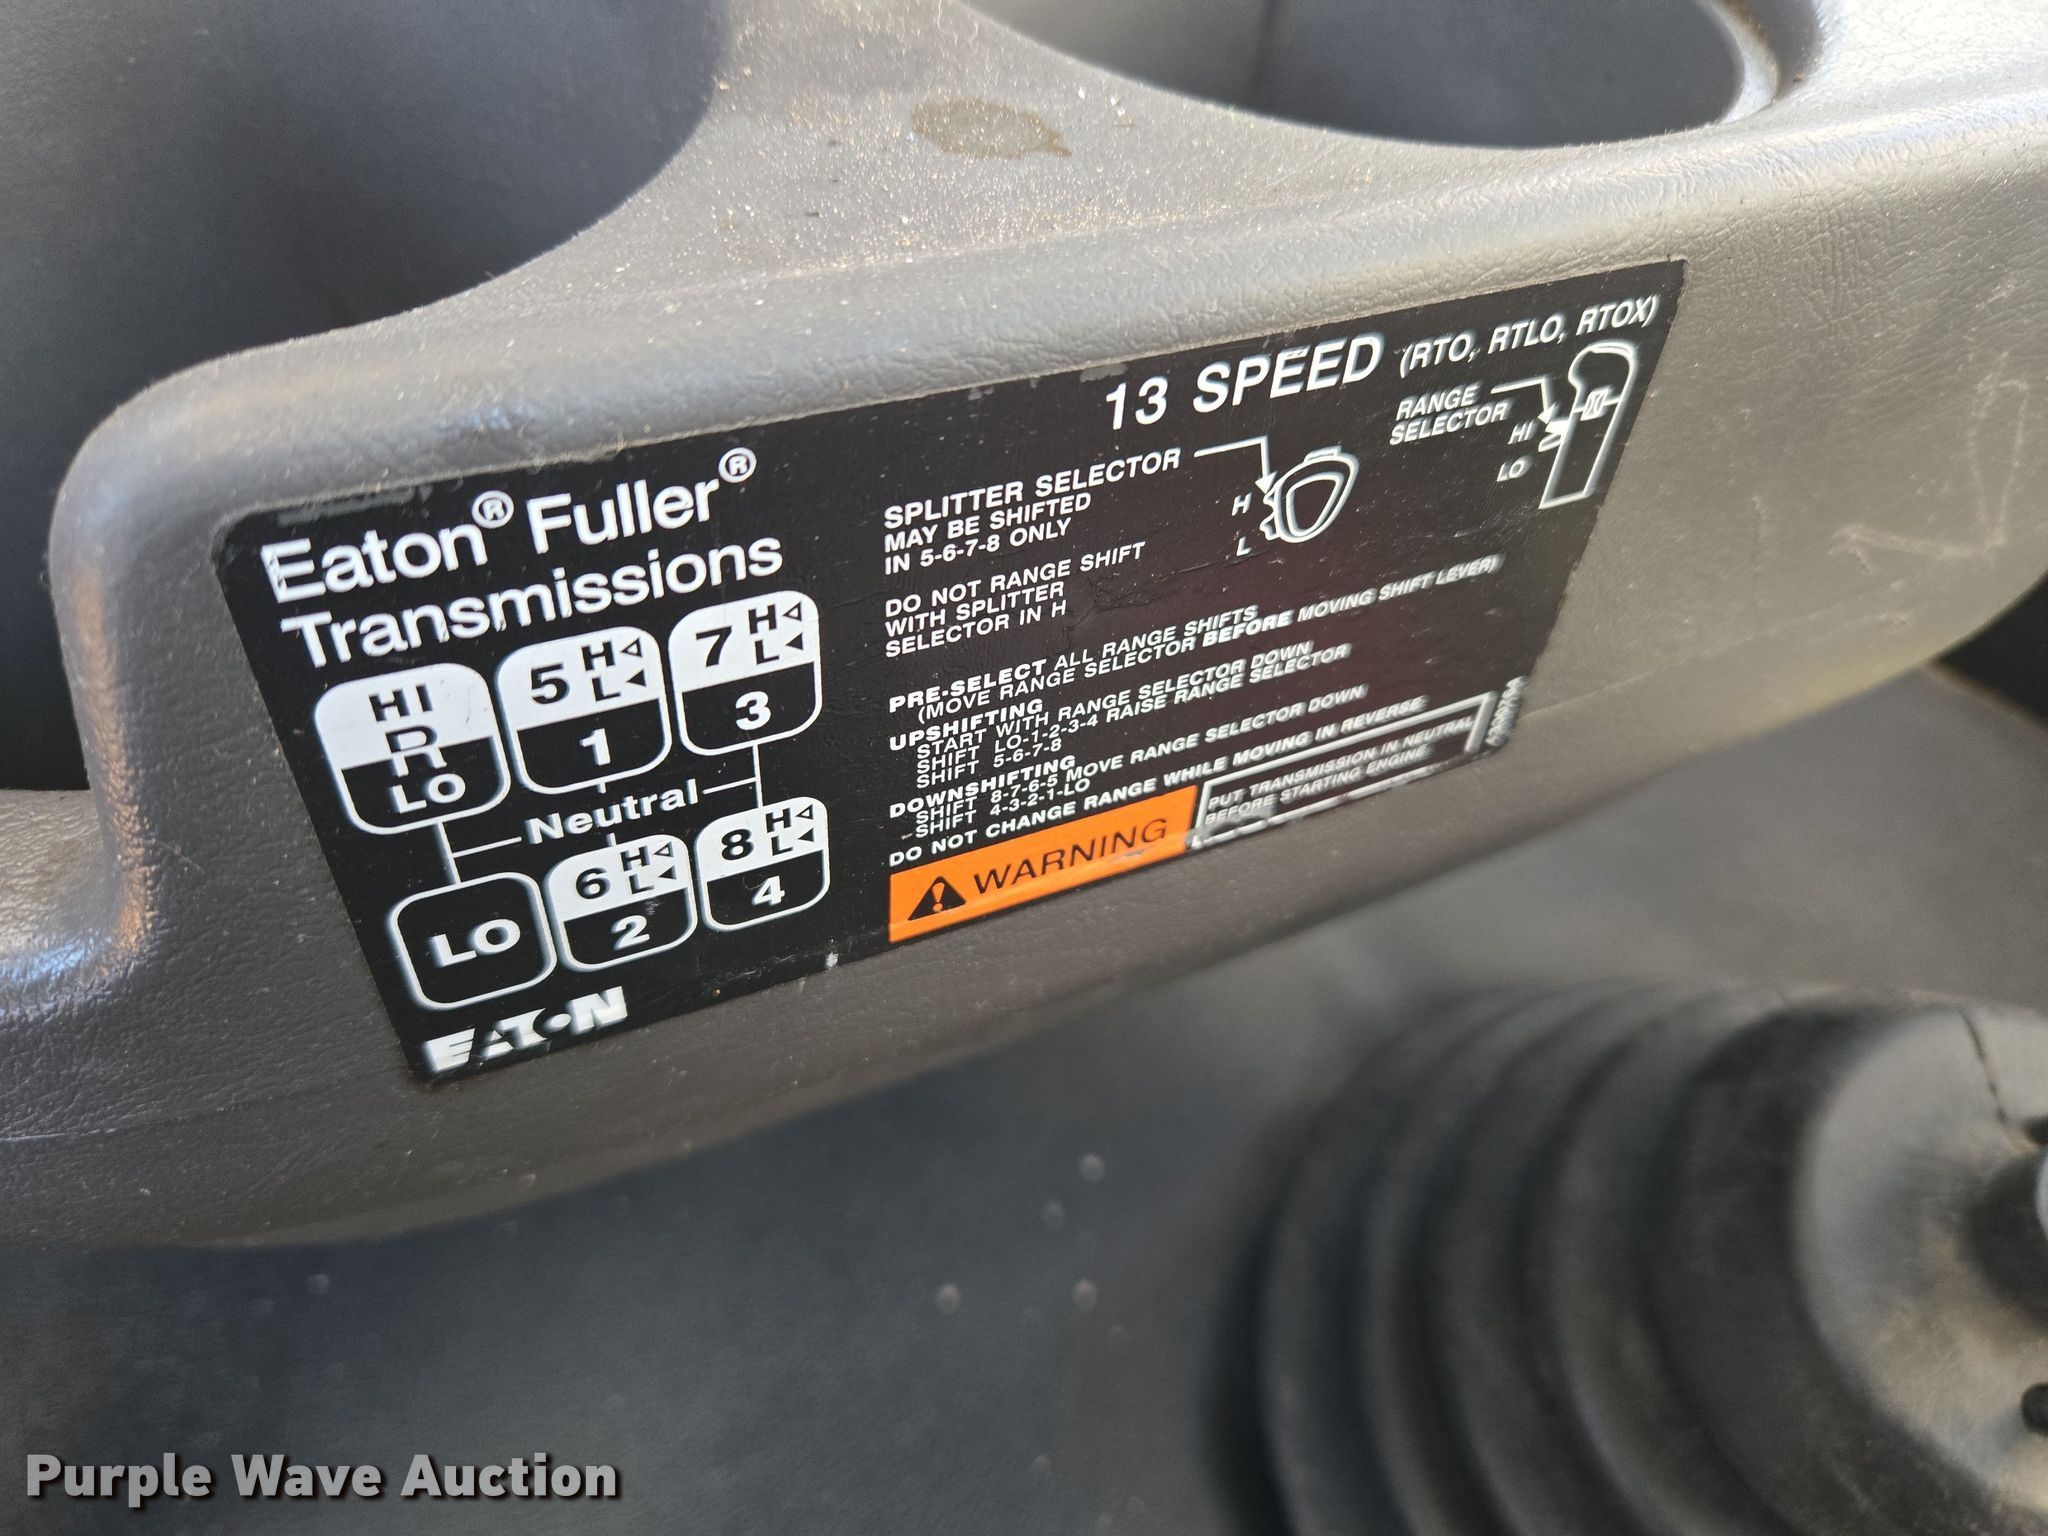 13 SPEED (RTO, RTLO, RTOX)
Eaton® Fuller®
Transmissions
HI
R
LO
5 H
L
1
7 H
L
3
Neutral
LO
6 H
L
2
8 H
L
4
EATON
SPLITTER SELECTOR
MAY BE SHIFTED
IN 5-6-7-8 ONLY
H
L
RANGE
SELECTOR
HI
LO
DO NOT RANGE SHIFT
WITH SPLITTER
SELECTOR IN H
PRE-SELECT ALL RANGE SHIFTS
(MOVE RANGE SELECTOR BEFORE MOVING SHIFT LEVER)
UPSHIFTING
START WITH RANGE SELECTOR DOWN
SHIFT LO-1-2-3-4 RAISE RANGE SELECTOR
SHIFT 5-6-7-8
DOWNSHIFTING
SHIFT 8-7-6-5 MOVE RANGE SELECTOR DOWN
SHIFT 4-3-2-1-LO
DO NOT CHANGE RANGE WHILE MOVING IN REVERSE
WARNING
PUT TRANSMISSION IN NEUTRAL
BEFORE STARTING ENGINE
Purple Wave Auction